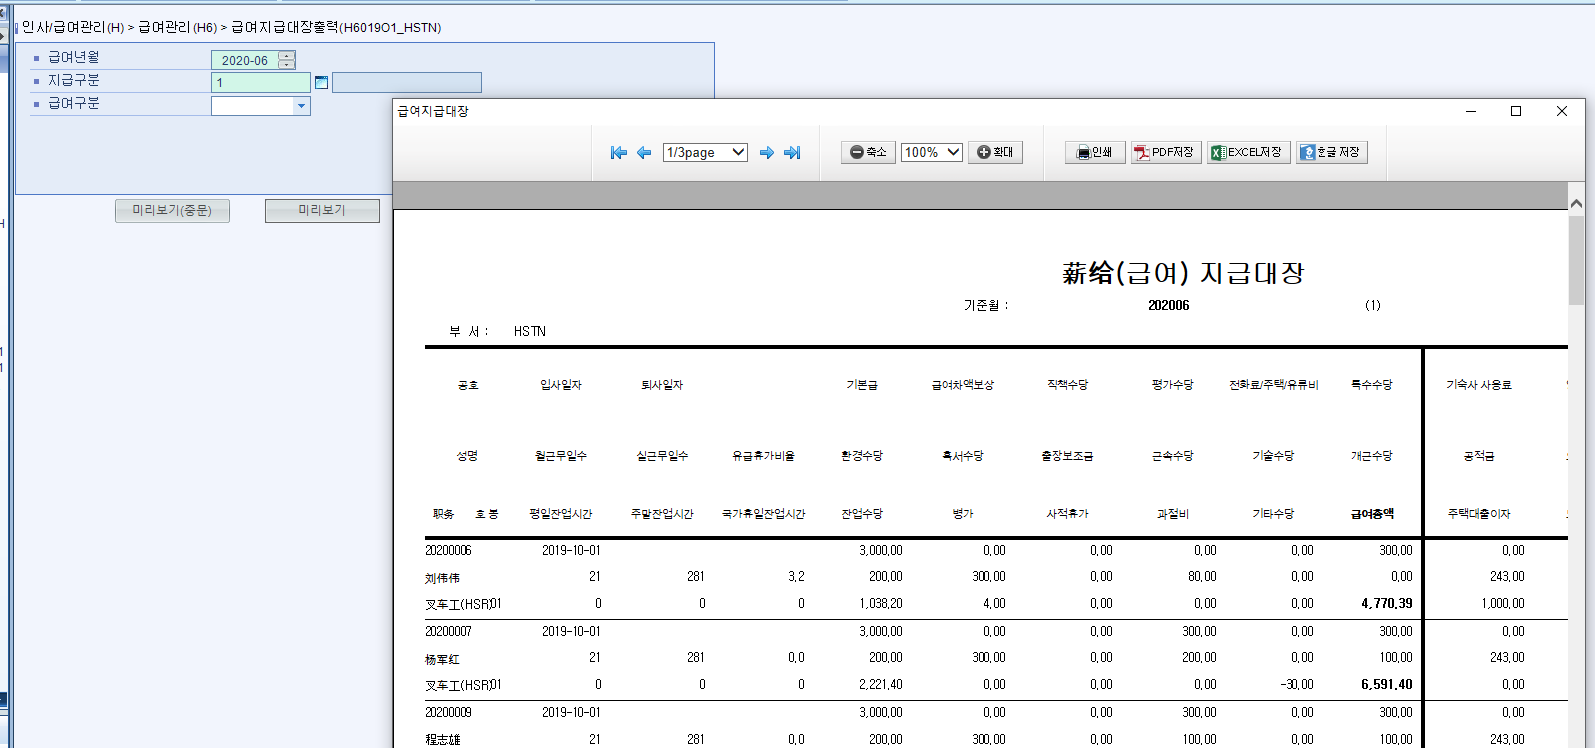 인사/급여관리(H) > 급여관리 (H6) > 급여지급대장출력(H6019O1_HSTN)
급여년월 2020-06
지급구분 1
급여구분
미리보기(중문) 미리보기
급여지급대장
1/3page 축소 100% 확대 인쇄 PDF저장 EXCEL저장 한글 저장
薪给(급여) 지급대장
기준월 : 202006 (1)
부 서 : HSTN
공호 입사일자 퇴사일자 기본급 급여차액보상 직책수당 평가수당 전화료/주택/유류비 특수수당 기숙사 사용료
성명 월근무일수 실근무일수 유급휴가비율 환경수당 혹서수당 출장보조금 근속수당 기술수당 개근수당 공적금
职务 호 봉 평일잔업시간 주말잔업시간 국가휴일잔업시간 잔업수당 병가 사적휴가 과절비 기타수당 급여총액 주택대출이자
20200006 2019-10-01 3,000.00 0.00 0.00 0.00 0.00 300.00 0.00
刘伟伟 21 281 3.2 200.00 300.00 0.00 80.00 0.00 0.00 243.00
叉车工(HSR)01 0 0 0 1,038.20 4.00 0.00 0.00 0.00 4,770.39 1,000.00
20200007 2019-10-01 3,000.00 0.00 0.00 300.00 0.00 300.00 0.00
杨军红 21 281 0.0 200.00 300.00 0.00 200.00 0.00 100.00 243.00
叉车工(HSR)01 0 0 0 2,221.40 0.00 0.00 0.00 -30.00 6,591.40 0.00
20200009 2019-10-01 3,000.00 0.00 0.00 300.00 0.00 300.00 0.00
程志雄 21 281 0.0 200.00 300.00 0.00 100.00 0.00 100.00 243.00